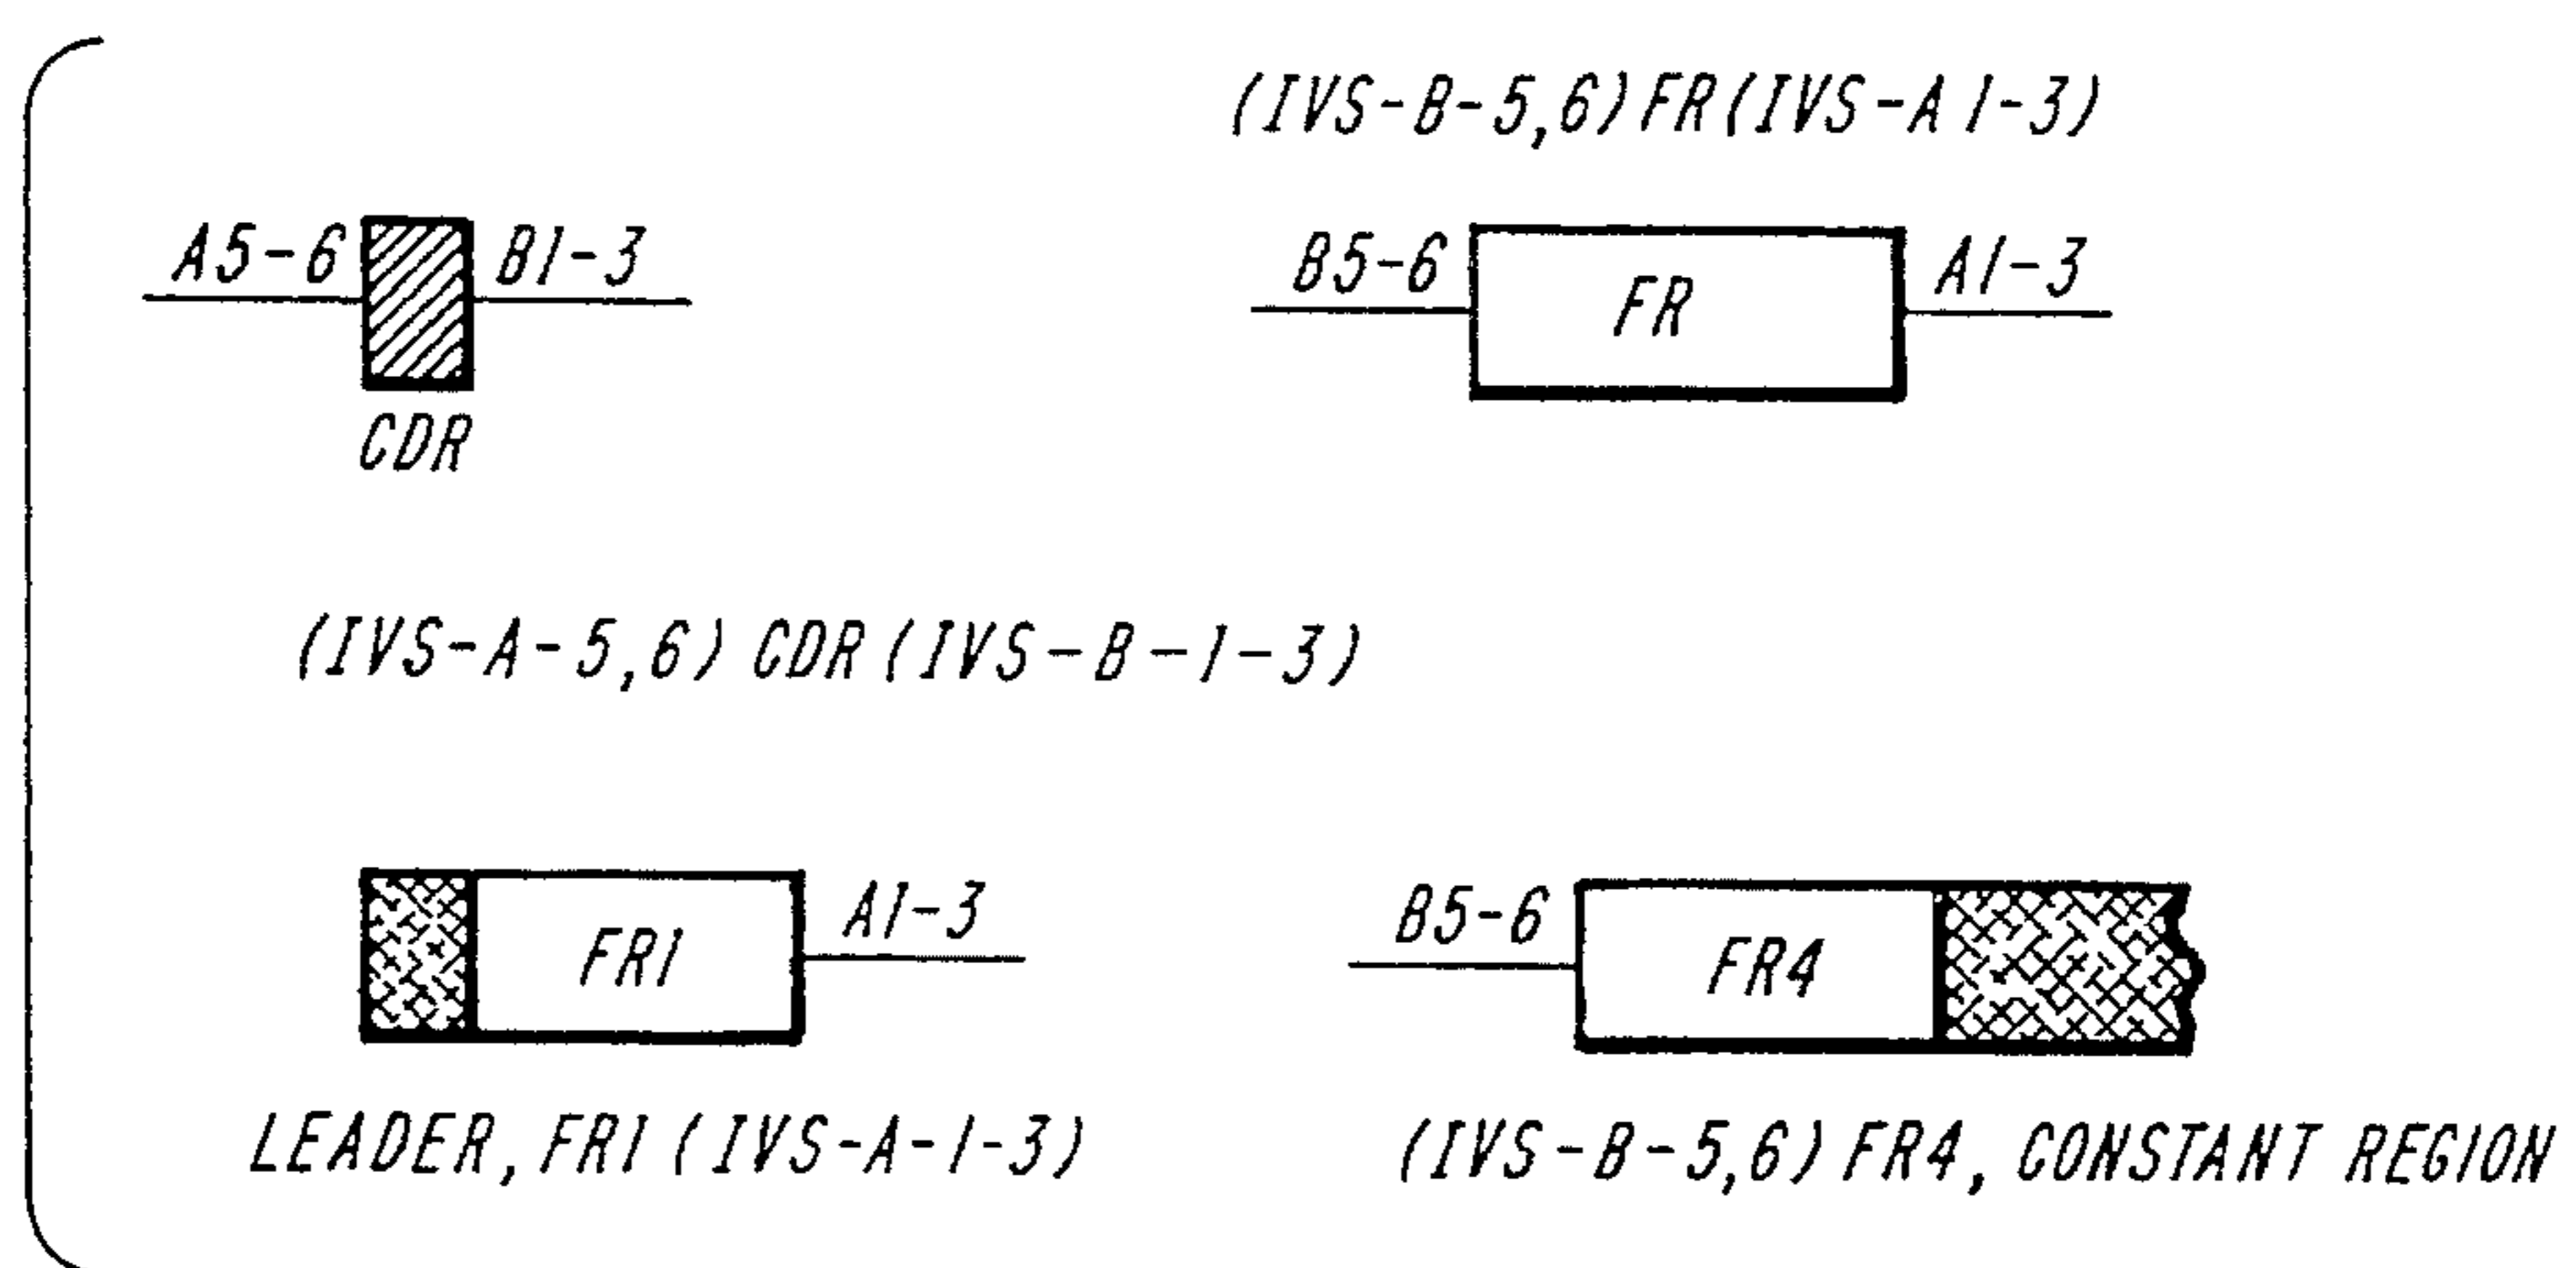 (IVS-B-5,6)FR(IVS-A 1-3)
A5-6 B1-3
CDR
B5-6 FR A1-3
(IVS-A-5,6) CDR (IVS-B-1-3)
FR1 A1-3
LEADER, FR1 (IVS-A-1-3)
B5-6 FR4
(IVS-B-5,6) FR4, CONSTANT REGION